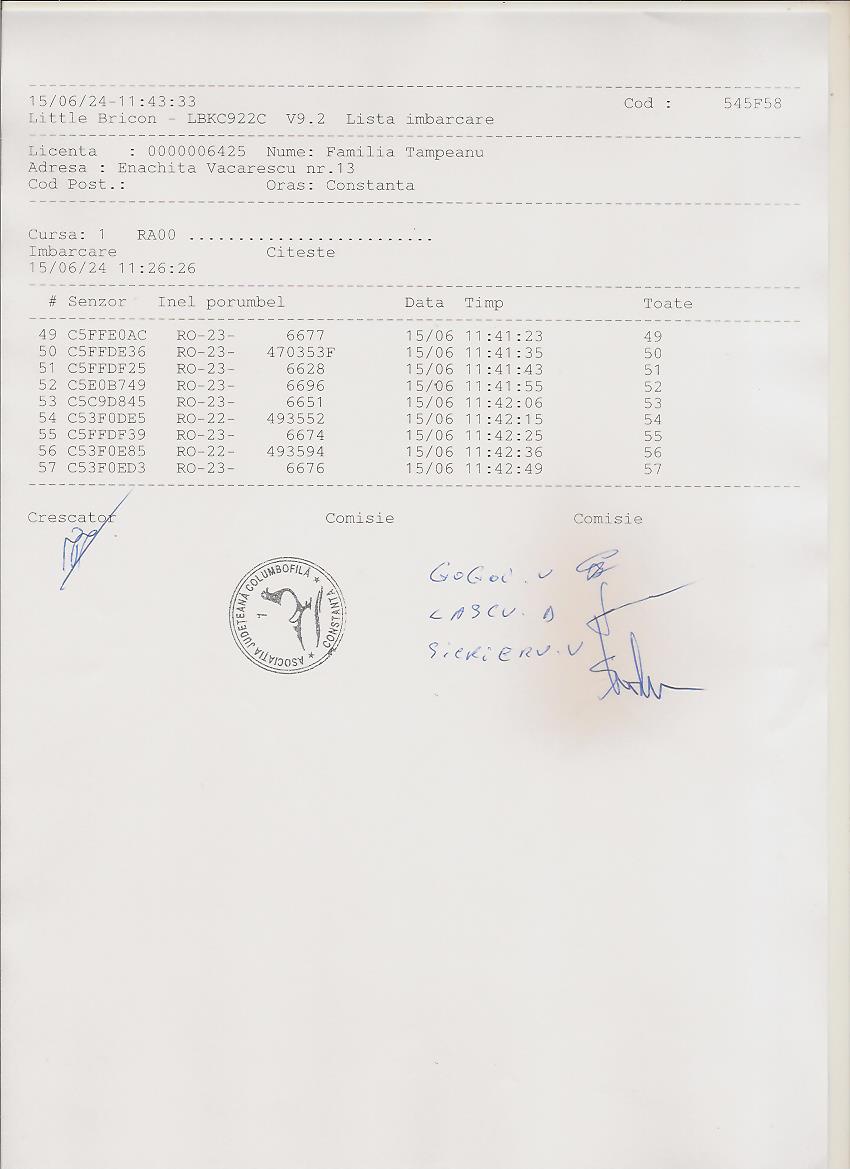 15/06/24-11:43:33 Cod : 545F58
Little Bricon - LBKC922C V9.2 Lista imbarcare
Licenta : 0000006425 Nume: Familia Tampeanu
Adresa : Enachita Vacarescu nr.13
Cod Post.: Oras: Constanta
Cursa: 1 RA00 .........................
Imbarcare Citeste
15/06/24 11:26:26
# Senzor Inel porumbel Data Timp Toate
49 C5FFE0AC RO-23- 6677 15/06 11:41:23 49
50 C5FFDE36 RO-23- 470353F 15/06 11:41:35 50
51 C5FFDF25 RO-23- 6628 15/06 11:41:43 51
52 C5E0B749 RO-23- 6696 15/06 11:41:55 52
53 C5C9D845 RO-23- 6651 15/06 11:42:06 53
54 C53F0DE5 RO-22- 493552 15/06 11:42:15 54
55 C5FFDF39 RO-23- 6674 15/06 11:42:25 55
56 C53F0E85 RO-22- 493594 15/06 11:42:36 56
57 C53F0ED3 RO-23- 6676 15/06 11:42:49 57
Crescator Comisie Comisie
ASOCIAȚIA JUDEȚEANĂ COLUMBOFILĂ * CONSTANȚA *
1
GOGOI . V
LASCU . A
SICRIERU . V